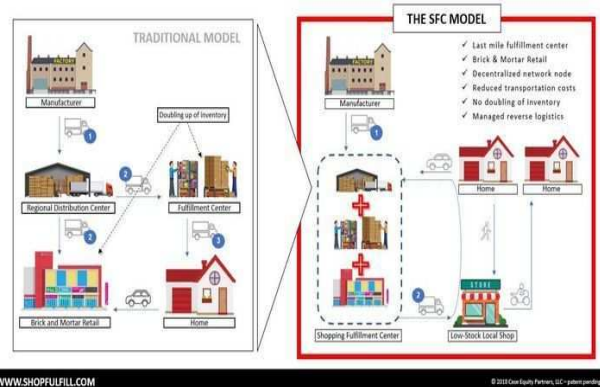 TRADITIONAL MODEL
FACTORY
Manufacturer
1
Doubling up of Inventory
2
Regional Distribution Center
Fulfillment Center
2
3
Brick and Mortar Retail
Home
THE SFC MODEL
✓ Last mile fulfillment center
✓ Brick & Mortar Retail
✓ Decentralized network node
✓ Reduced transportation costs
✓ No doubling of Inventory
✓ Managed reverse logistics
FACTORY
Manufacturer
1
Home
Home
2
STORE
Shopping Fulfillment Center
Low-Stock Local Shop
WWW.SHOPFULFILL.COM
© 2019 Case Equity Partners, LLC – patent pending